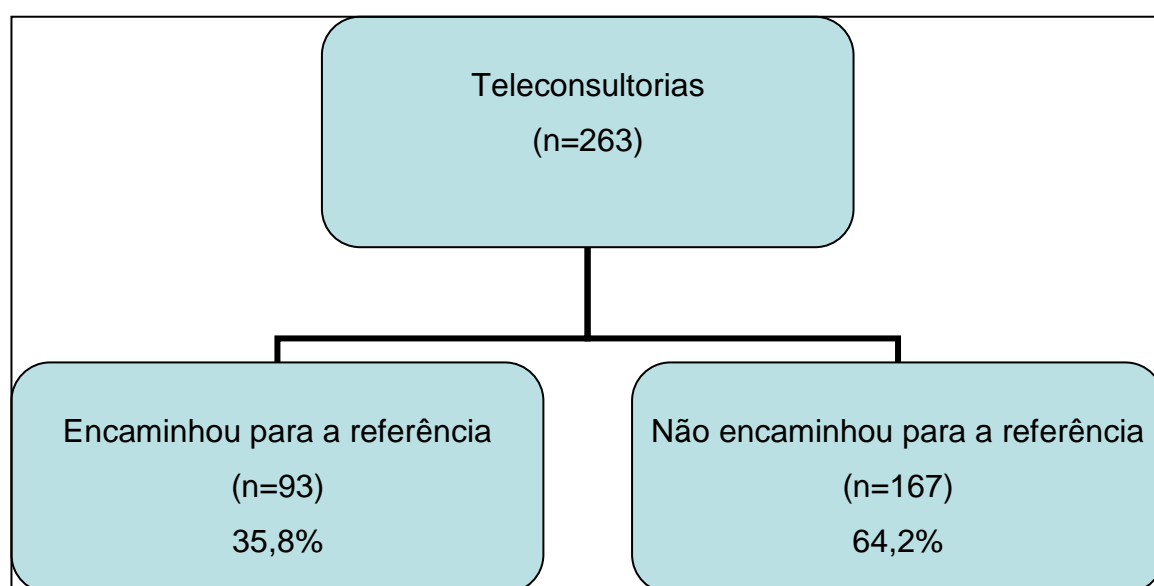 Teleconsultorias
(n=263)
Encaminhou para a referência
(n=93)
35,8%
Não encaminhou para a referência
(n=167)
64,2%